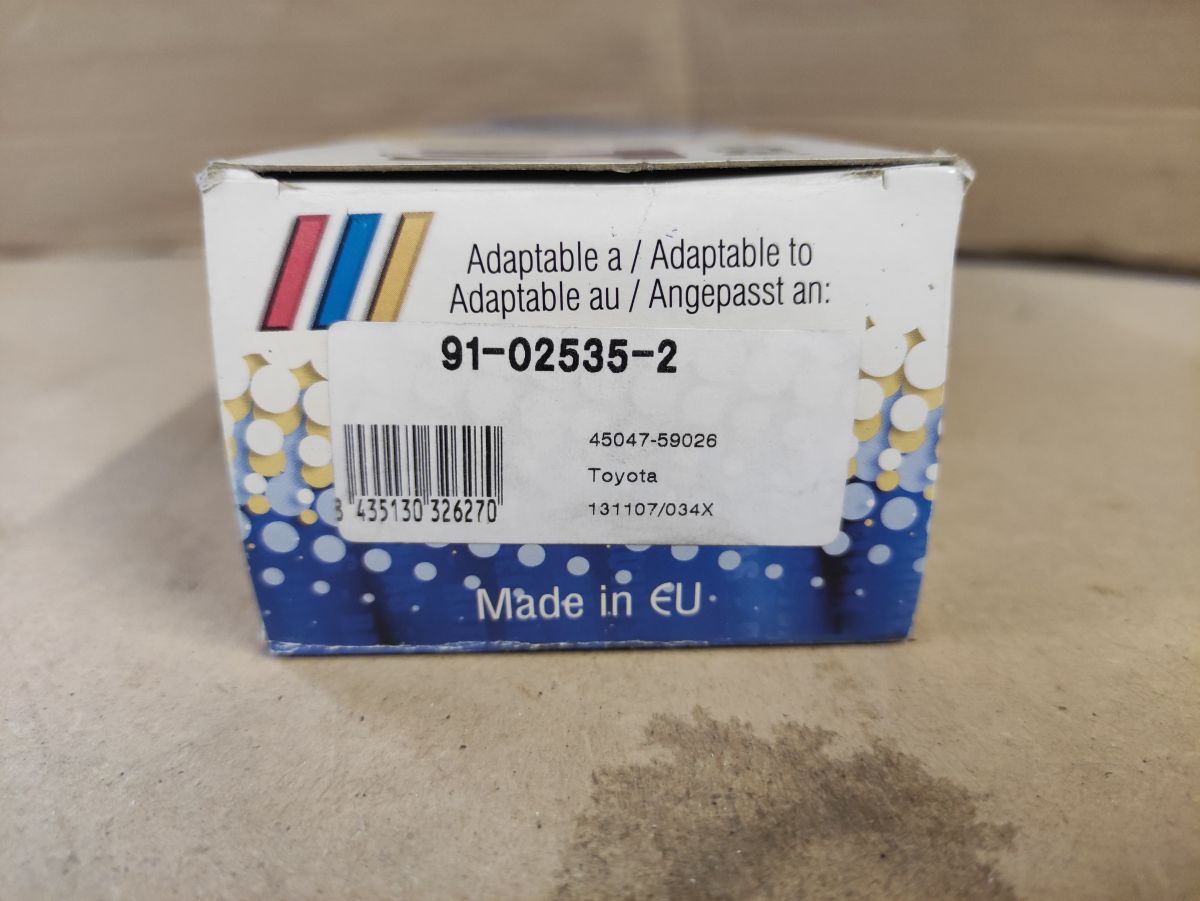 Adaptable a / Adaptable to
Adaptable au / Angepasst an:
91-02535-2
45047-59026
Toyota
131107/034X
8 435130 326270
Made in EU